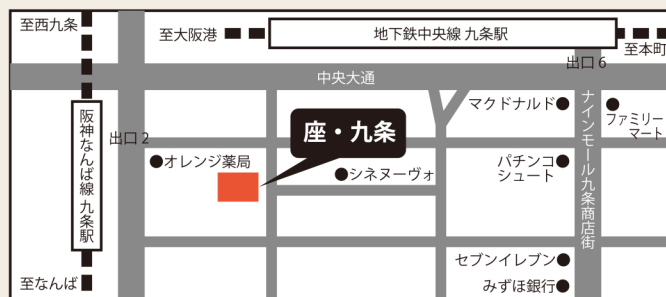 至西九条
至大阪港
地下鉄中央線 九条駅
至本町
出口6
中央大通
マクドナルド
ファミリー
マート
ナインモール九条商店街
阪神なんば線 九条駅
出口2
座・九条
オレンジ薬局
シネヌーヴォ
パチンコ
シュート
セブンイレブン
みずほ銀行
至なんば